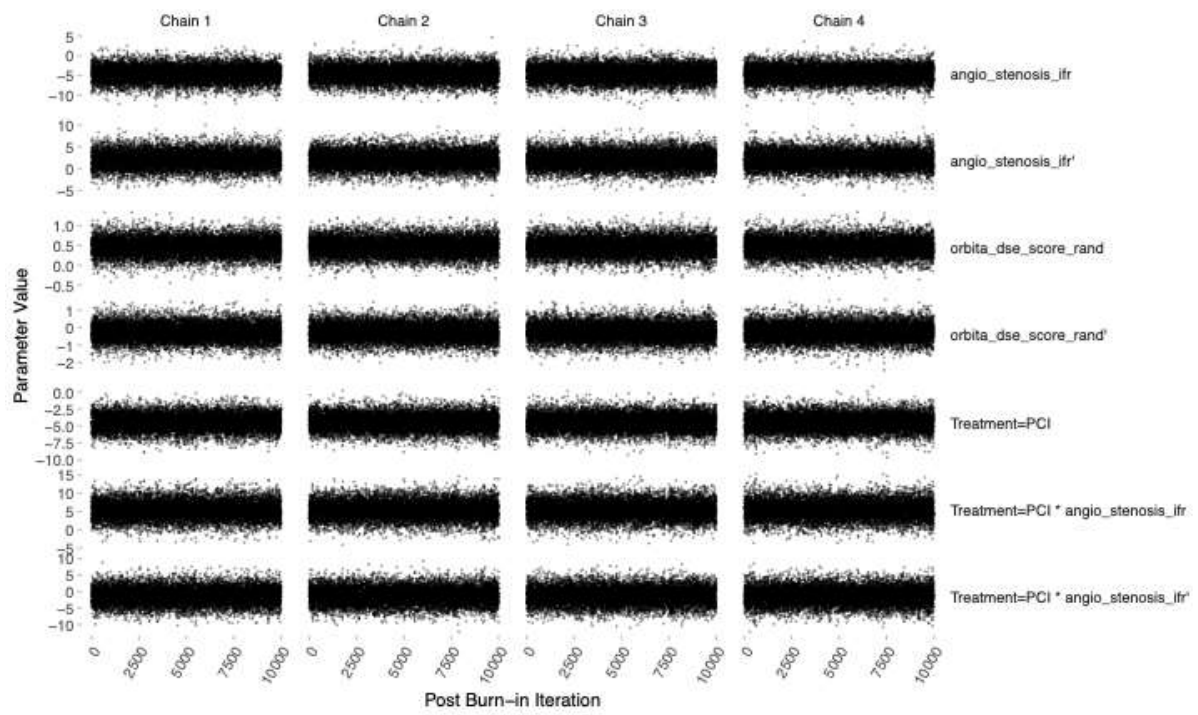 Chain 1 Chain 2 Chain 3 Chain 4
5
0
−5
−10
angio_stenosis_ifr
10
5
0
−5
angio_stenosis_ifr'
1.0
0.5
0.0
−0.5
orbita_dse_score_rand
1
0
−1
−2
orbita_dse_score_rand'
0.0
−2.5
−5.0
−7.5
−10.0
Treatment=PCI
15
10
5
0
−5
Treatment=PCI * angio_stenosis_ifr
10
5
0
−5
−10
Treatment=PCI * angio_stenosis_ifr'
Parameter Value
0 2500 5000 7500 10000 0 2500 5000 7500 10000 0 2500 5000 7500 10000 0 2500 5000 7500 10000
Post Burn−in Iteration